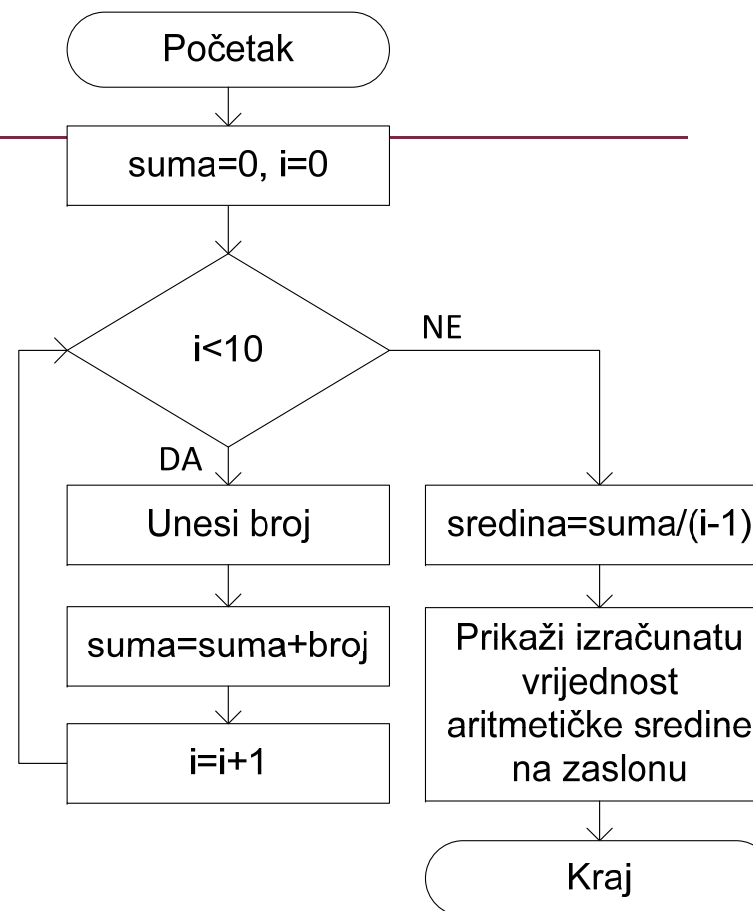 Početak
suma=0, i=0
i<10
NE
DA
Unesi broj
suma=suma+broj
i=i+1
sredina=suma/(i-1)
Prikaži izračunatu
vrijednost
aritmetičke sredine
na zaslonu
Kraj